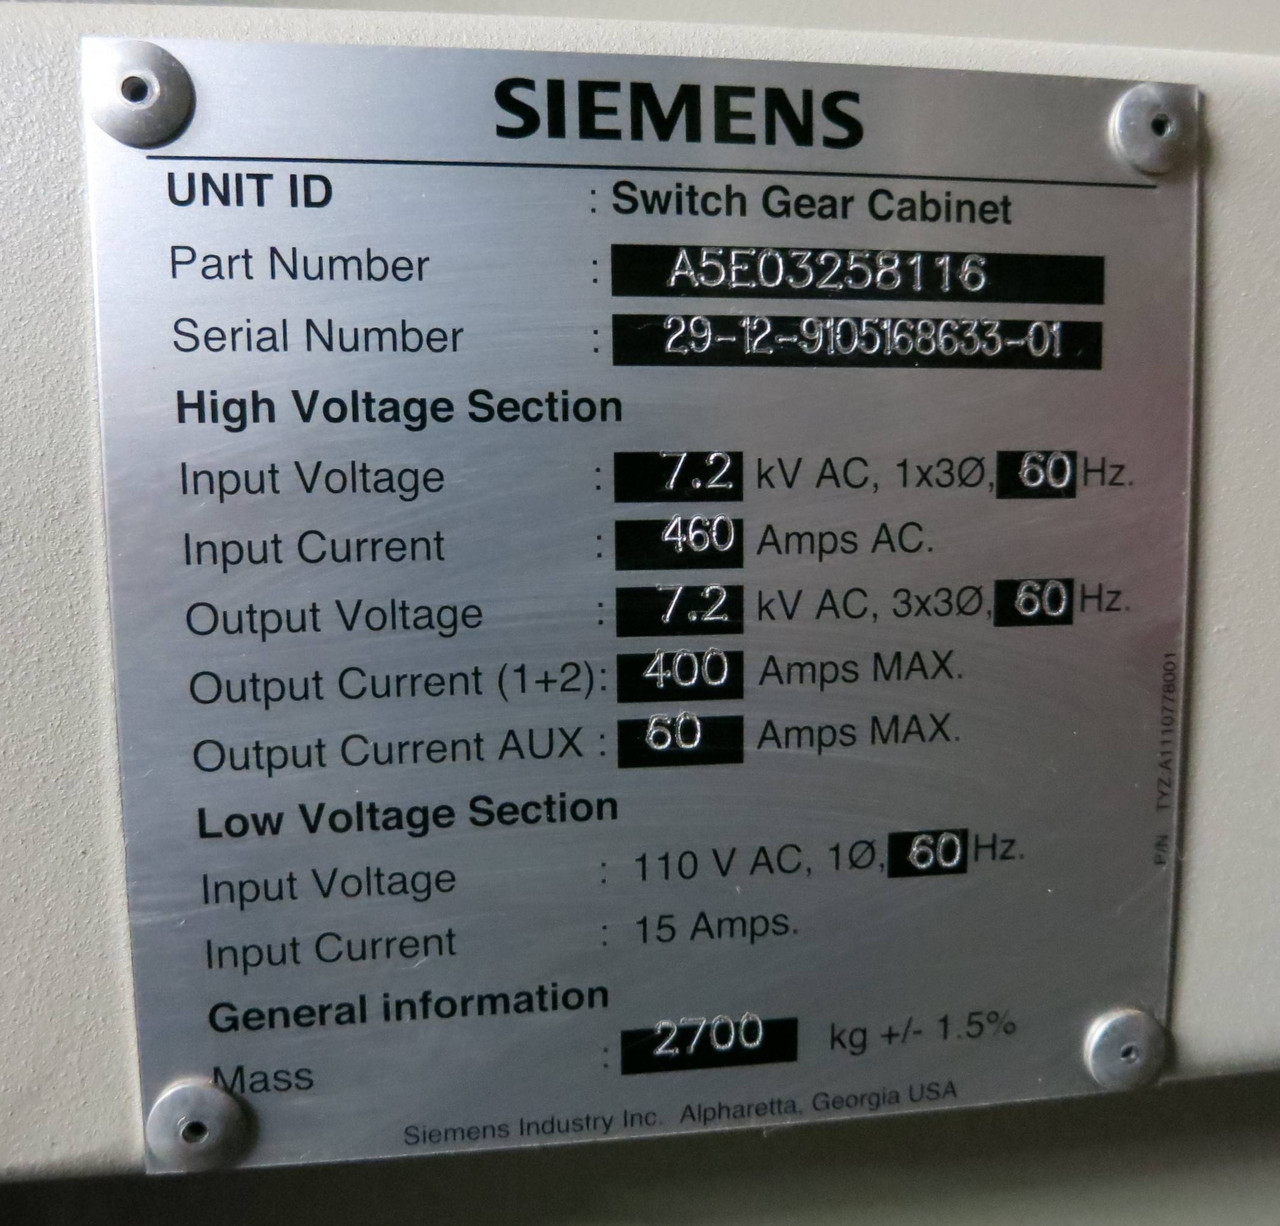 SIEMENS
UNIT ID : Switch Gear Cabinet
Part Number : A5E03258116
Serial Number : 29-12-9105168633-01
High Voltage Section
Input Voltage : 7.2 kV AC, 1x3Ø, 60 Hz.
Input Current : 460 Amps AC.
Output Voltage : 7.2 kV AC, 3x3Ø, 60 Hz.
Output Current (1+2): 400 Amps MAX.
Output Current AUX : 60 Amps MAX.
Low Voltage Section
Input Voltage : 110 V AC, 1Ø, 60 Hz.
Input Current : 15 Amps.
General information
Mass : 2700 kg +/- 1.5%
Siemens Industry Inc. Alpharetta, Georgia USA
P/N TYZ.A1110778001